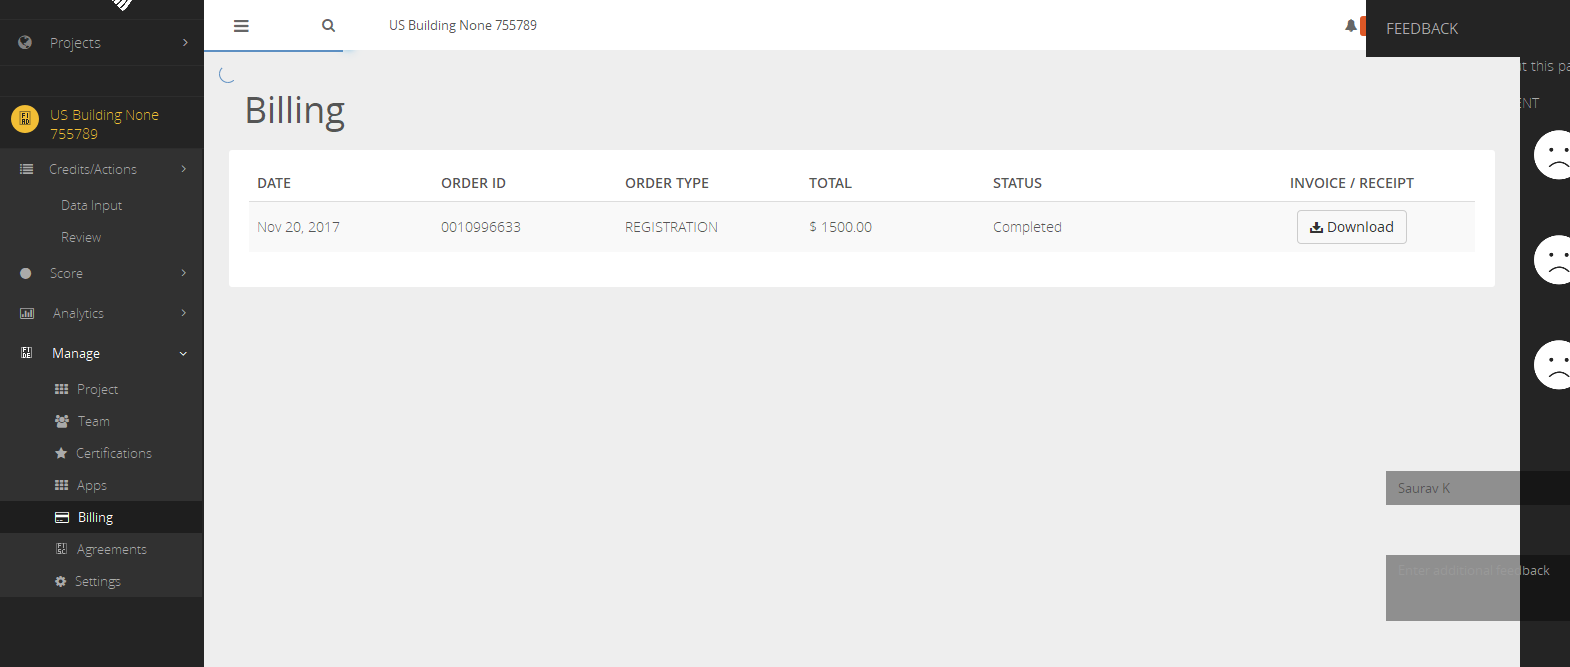 Projects
US Building None
755789
Credits/Actions
Data Input
Review
Score
Analytics
Manage
Project
Team
Certifications
Apps
Billing
Agreements
Settings
US Building None 755789
Billing
DATE ORDER ID ORDER TYPE TOTAL STATUS INVOICE / RECEIPT
Nov 20, 2017 0010996633 REGISTRATION $ 1500.00 Completed Download
FEEDBACK
t this pa
ENT
Saurav K
Enter additional feedback